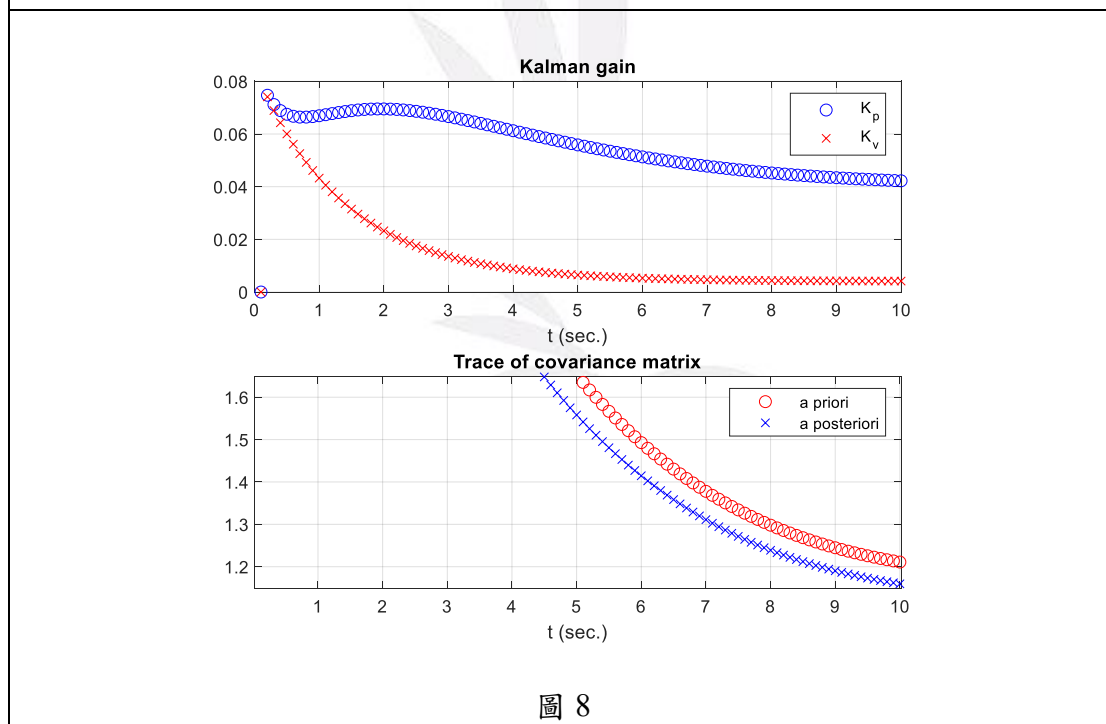 Kalman gain
0.08
0.06
0.04
0.02
0
K_p
K_v
0 1 2 3 4 5 6 7 8 9 10
t (sec.)
Trace of covariance matrix
1.6
1.5
1.4
1.3
1.2
a priori
a posteriori
1 2 3 4 5 6 7 8 9 10
t (sec.)
圖 8